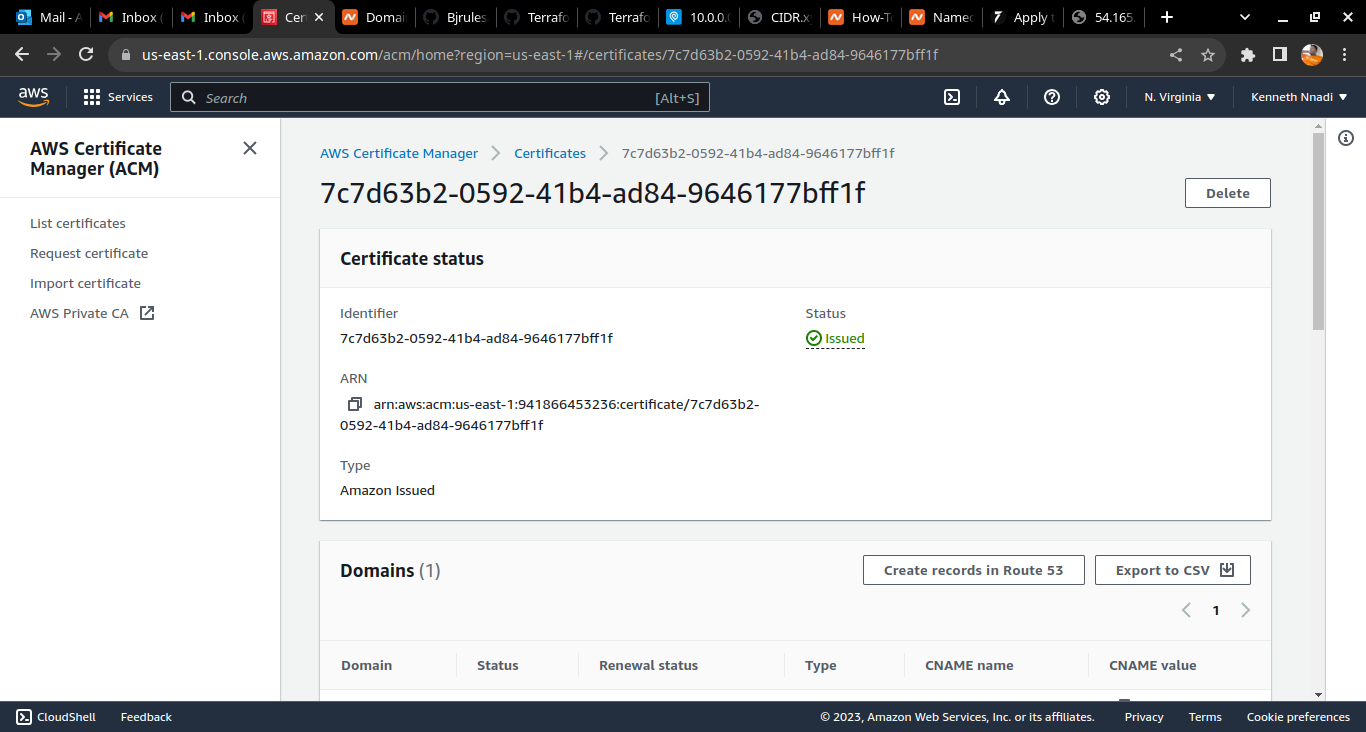 Mail - A
Inbox (
Inbox (
Cer
Domai
Bjrules
Terrafo
Terrafo
10.0.0.
CIDR.x
How-To
Namec
Apply t
54.165.
us-east-1.console.aws.amazon.com/acm/home?region=us-east-1#/certificates/7c7d63b2-0592-41b4-ad84-9646177bff1f
aws
Services
Search
[Alt+S]
N. Virginia
Kenneth Nnadi
AWS Certificate
Manager (ACM)
List certificates
Request certificate
Import certificate
AWS Private CA
AWS Certificate Manager
Certificates
7c7d63b2-0592-41b4-ad84-9646177bff1f
7c7d63b2-0592-41b4-ad84-9646177bff1f
Delete
Certificate status
Identifier
7c7d63b2-0592-41b4-ad84-9646177bff1f
Status
Issued
ARN
arn:aws:acm:us-east-1:941866453236:certificate/7c7d63b2-
0592-41b4-ad84-9646177bff1f
Type
Amazon Issued
Domains (1)
Create records in Route 53
Export to CSV
1
Domain
Status
Renewal status
Type
CNAME name
CNAME value
CloudShell
Feedback
© 2023, Amazon Web Services, Inc. or its affiliates.
Privacy
Terms
Cookie preferences